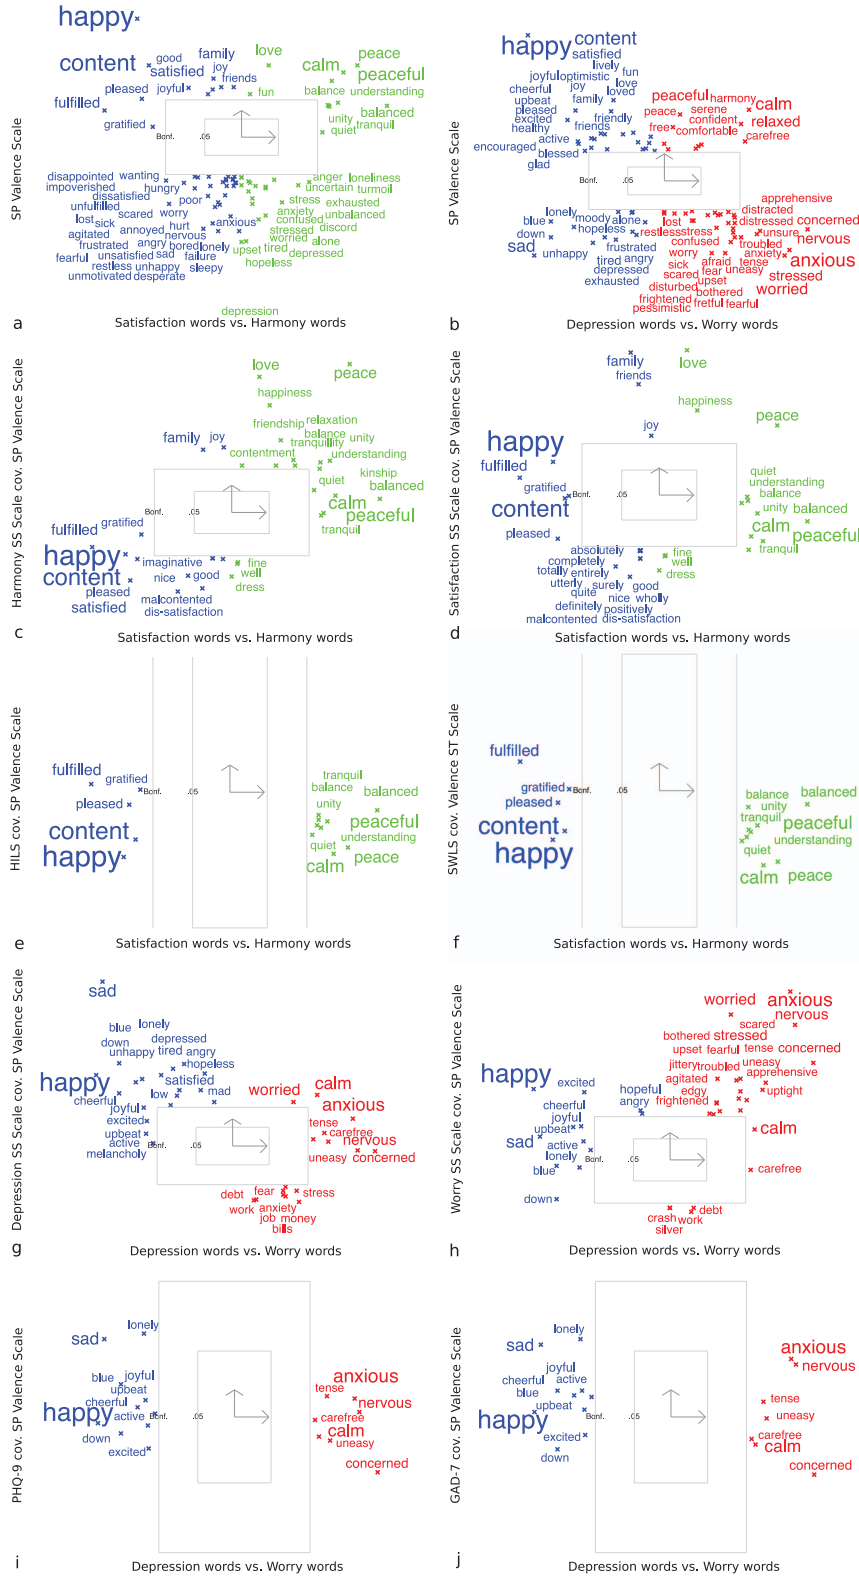 happy
content
good
family
love
peace
satisfied
joy
calm
peaceful
friends
pleased
joyful
fun
balance
understanding
fulfilled
balanced
unity
gratified
quiet
tranquil
Bonf.
.05
SP Valence Scale
disappointed
wanting
anger
loneliness
impoverished
hungry
uncertain
turmoil
dissatisfied
poor
stress
exhausted
unfulfilled
scared
worry
anxiety
unbalanced
lost
sick
hurt
anxious
confused
discord
agitated
annoyed
nervous
stressed
frustrated
angry
bored
lonely
worried
alone
fearful
unsatisfied
sad
failure
upset
tired
depressed
restless
unhappy
sleepy
hopeless
unmotivated
desperate
depression
a
Satisfaction words vs. Harmony words
happy
content
satisfied
lively
fun
joyful
optimistic
love
cheerful
joy
loved
upbeat
family
peaceful
harmony
pleased
friendly
peace
serene
calm
excited
confident
relaxed
healthy
friends
free
comfortable
carefree
active
encouraged
blessed
glad
Bonf.
.05
SP Valence Scale
apprehensive
lonely
moody
alone
lost
distracted
blue
hopeless
distressed
concerned
down
restless
stress
unsure
nervous
sad
frustrated
confused
troubled
unhappy
tired
angry
worry
anxiety
anxious
depressed
sick
afraid
tense
exhausted
scared
fear
uneasy
stressed
disturbed
upset
worried
bothered
frightened
fretful
fearful
pessimistic
b
Depression words vs. Worry words
love
peace
happiness
friendship
relaxation
family
joy
balance
unity
tranquillity
contentment
understanding
quiet
kinship
balanced
Bonf.
.05
calm
gratified
peaceful
fulfilled
tranquil
happy
imaginative
fine
content
nice
good
well
pleased
dress
satisfied
malcontented
dis-satisfaction
Harmony SS Scale cov. SP Valence Scale
c
Satisfaction words vs. Harmony words
family
love
friends
happiness
peace
joy
happy
fulfilled
quiet
gratified
understanding
content
balance
Bonf.
.05
unity
balanced
calm
pleased
peaceful
tranquil
absolutely
fine
completely
well
totally
entirely
dress
utterly
surely
good
quite
nice
wholly
definitely
positively
malcontented
dis-satisfaction
Satisfaction SS Scale cov. SP Valence Scale
d
Satisfaction words vs. Harmony words
fulfilled
gratified
tranquil
balance
balanced
pleased
Bonf.
.05
unity
content
peaceful
understanding
happy
quiet
calm
peace
HILS cov. SP Valence Scale
e
Satisfaction words vs. Harmony words
fulfilled
gratified
Bonf.
.05
balance
balanced
pleased
unity
content
tranquil
peaceful
happy
quiet
understanding
calm
peace
SWLS cov. Valence ST Scale
f
Satisfaction words vs. Harmony words
sad
blue
lonely
down
depressed
unhappy
tired
angry
happy
hopeless
satisfied
cheerful
low
mad
worried
calm
joyful
anxious
excited
tense
upbeat
carefree
active
Bonf.
.05
nervous
melancholy
uneasy
concerned
debt
fear
stress
work
anxiety
job
money
bills
Depression SS Scale cov. SP Valence Scale
g
Depression words vs. Worry words
worried
anxious
nervous
scared
bothered
stressed
upset
fearful
tense
concerned
happy
jittery
troubled
uneasy
excited
hopeful
agitated
apprehensive
cheerful
angry
edgy
uptight
joyful
frightened
upbeat
calm
sad
active
lonely
Bonf.
.05
blue
carefree
down
debt
crash
work
silver
Worry SS Scale cov. SP Valence Scale
h
Depression words vs. Worry words
lonely
sad
blue
joyful
anxious
upbeat
tense
cheerful
nervous
happy
active
Bonf.
.05
carefree
calm
down
uneasy
excited
concerned
PHQ-9 cov. SP Valence Scale
i
Depression words vs. Worry words
lonely
sad
anxious
nervous
joyful
cheerful
active
blue
tense
upbeat
happy
Bonf.
.05
uneasy
excited
carefree
down
calm
concerned
GAD-7 cov. SP Valence Scale
j
Depression words vs. Worry words